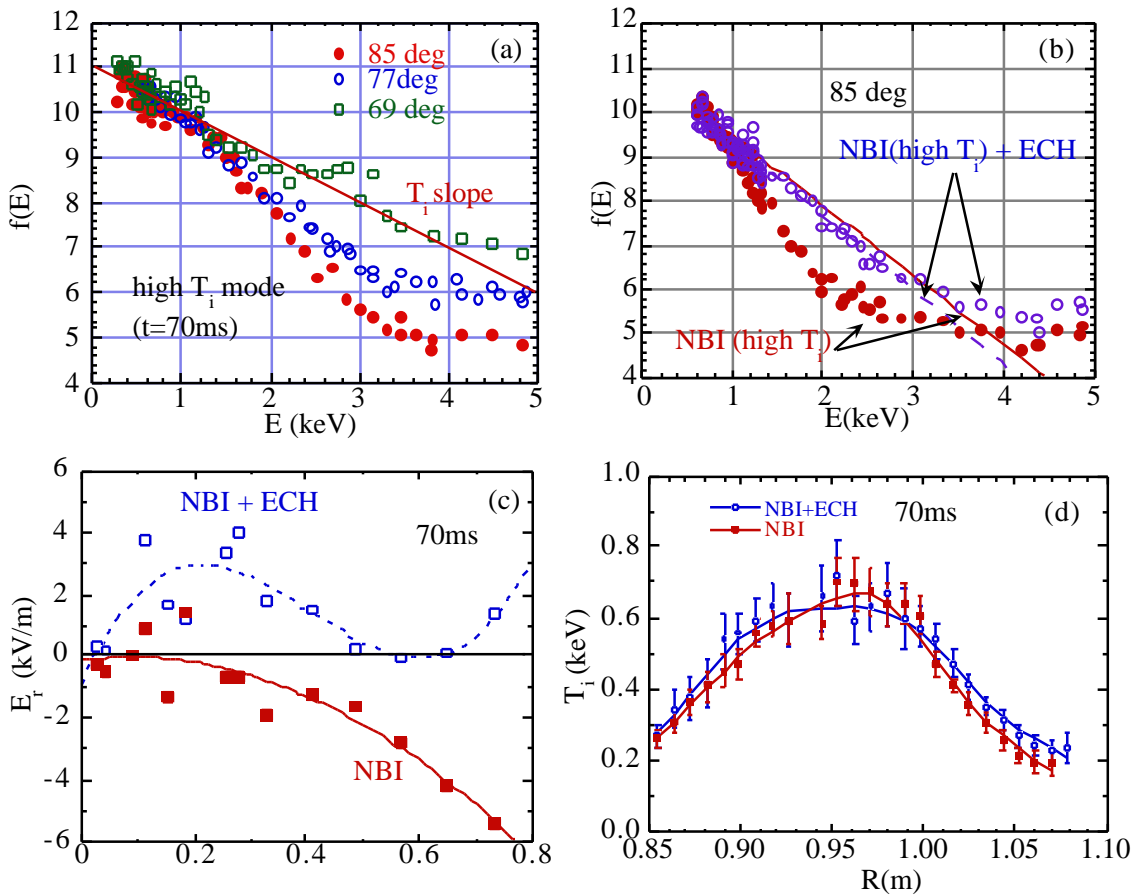 (a)
85 deg
77deg
69 deg
T_i slope
high T_i mode
(t=70ms)
f(E)
11
10
9
8
7
6
5
4
0 1 2 3 4 5
E (keV)
(b)
85 deg
NBI(high T_i) + ECH
NBI (high T_i)
f(E)
10
9
8
7
6
5
4
0 1 2 3 4 5
E(keV)
(c)
NBI + ECH
70ms
NBI
E_r (kV/m)
6
4
2
0
-2
-4
-6
0 0.2 0.4 0.6 0.8
(d)
NBI+ECH
NBI
70ms
T_i (keV)
1.0
0.8
0.6
0.4
0.2
0.0
0.85 0.90 0.95 1.00 1.05 1.10
R(m)